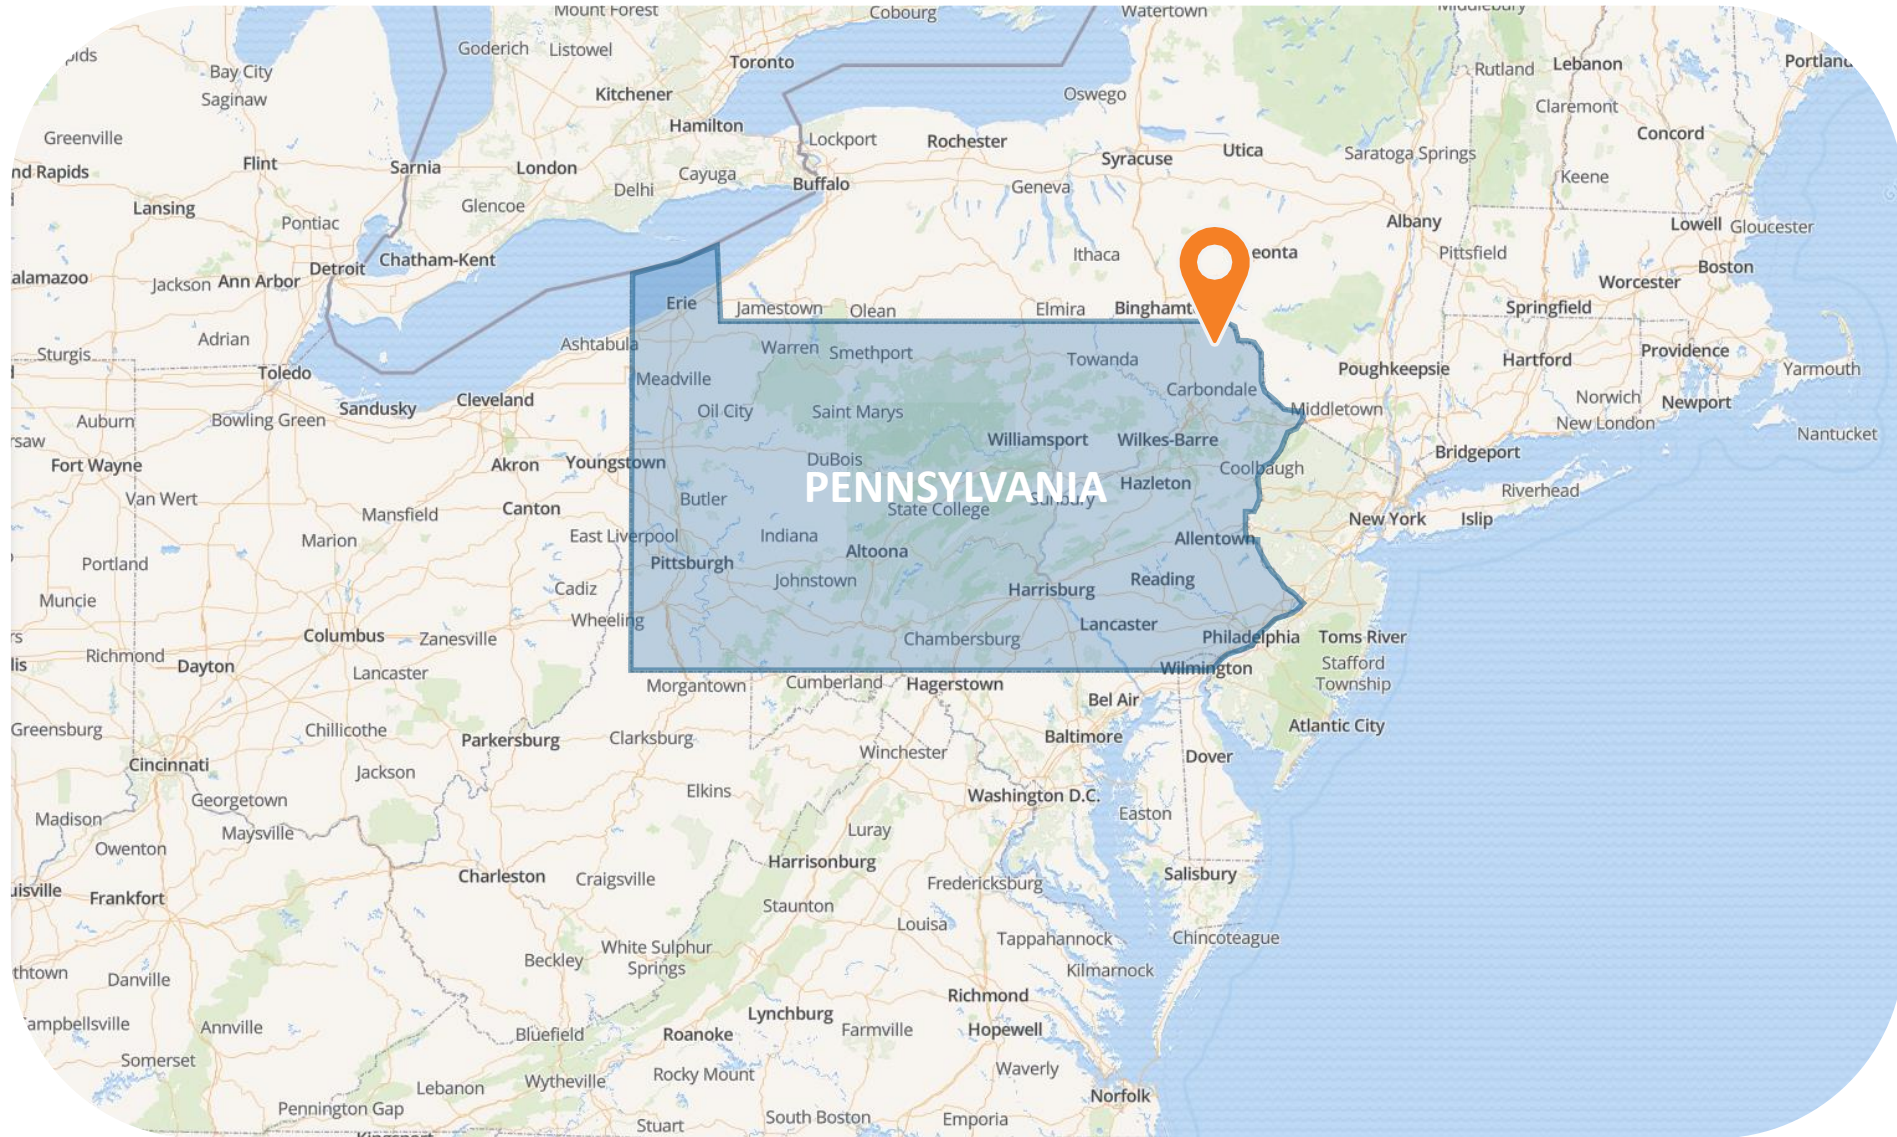 Mount Forest
Cobourg
Watertown
Goderich
Listowel
Toronto
Rutland
Lebanon
Bay City
Saginaw
Kitchener
Oswego
Claremont
Greenville
Hamilton
Lockport
Rochester
Concord
Flint
Sarnia
London
Syracuse
Utica
Saratoga Springs
nd Rapids
Delhi
Cayuga
Buffalo
Geneva
Keene
Lansing
Glencoe
Pontiac
Albany
Lowell
Gloucester
Detroit
Chatham-Kent
Ithaca
eonta
Pittsfield
Boston
alamazoo
Jackson
Ann Arbor
Worcester
Erie
Jamestown
Olean
Elmira
Binghamt
Springfield
Adrian
Ashtabula
Warren
Smethport
Towanda
Hartford
Providence
Sturgis
Toledo
Meadville
Carbondale
Poughkeepsie
Yarmouth
Sandusky
Cleveland
Oil City
Saint Marys
Middletown
Norwich
Newport
Auburn
Bowling Green
New London
Nantucket
rsaw
Fort Wayne
Akron
Youngstown
DuBois
Williamsport
Wilkes-Barre
Coolbaugh
Bridgeport
PENNSYLVANIA
Van Wert
Mansfield
Canton
Butler
State College
Sunbury
Hazleton
New York
Islip
Riverhead
Marion
East Liverpool
Indiana
Altoona
Allentown
Portland
Pittsburgh
Johnstown
Harrisburg
Reading
Muncie
Cadiz
Wheeling
Columbus
Zanesville
Chambersburg
Lancaster
Philadelphia
Toms River
Richmond
Dayton
Lancaster
Wilmington
Stafford
Township
Morgantown
Cumberland
Hagerstown
Bel Air
Greensburg
Chillicothe
Parkersburg
Clarksburg
Winchester
Baltimore
Atlantic City
Cincinnati
Jackson
Dover
Georgetown
Elkins
Washington D.C.
Easton
Madison
Maysville
Luray
Owenton
Harrisonburg
Frankfort
Charleston
Craigsville
Fredericksburg
Salisbury
uisville
Staunton
Louisa
White Sulphur
Springs
Tappahannock
Chincoteague
Beckley
Kilmarnock
thtown
Danville
Richmond
ampbellsville
Annville
Bluefield
Roanoke
Lynchburg
Farmville
Hopewell
Somerset
Lebanon
Wytheville
Rocky Mount
Waverly
Norfolk
Pennington Gap
Stuart
South Boston
Emporia